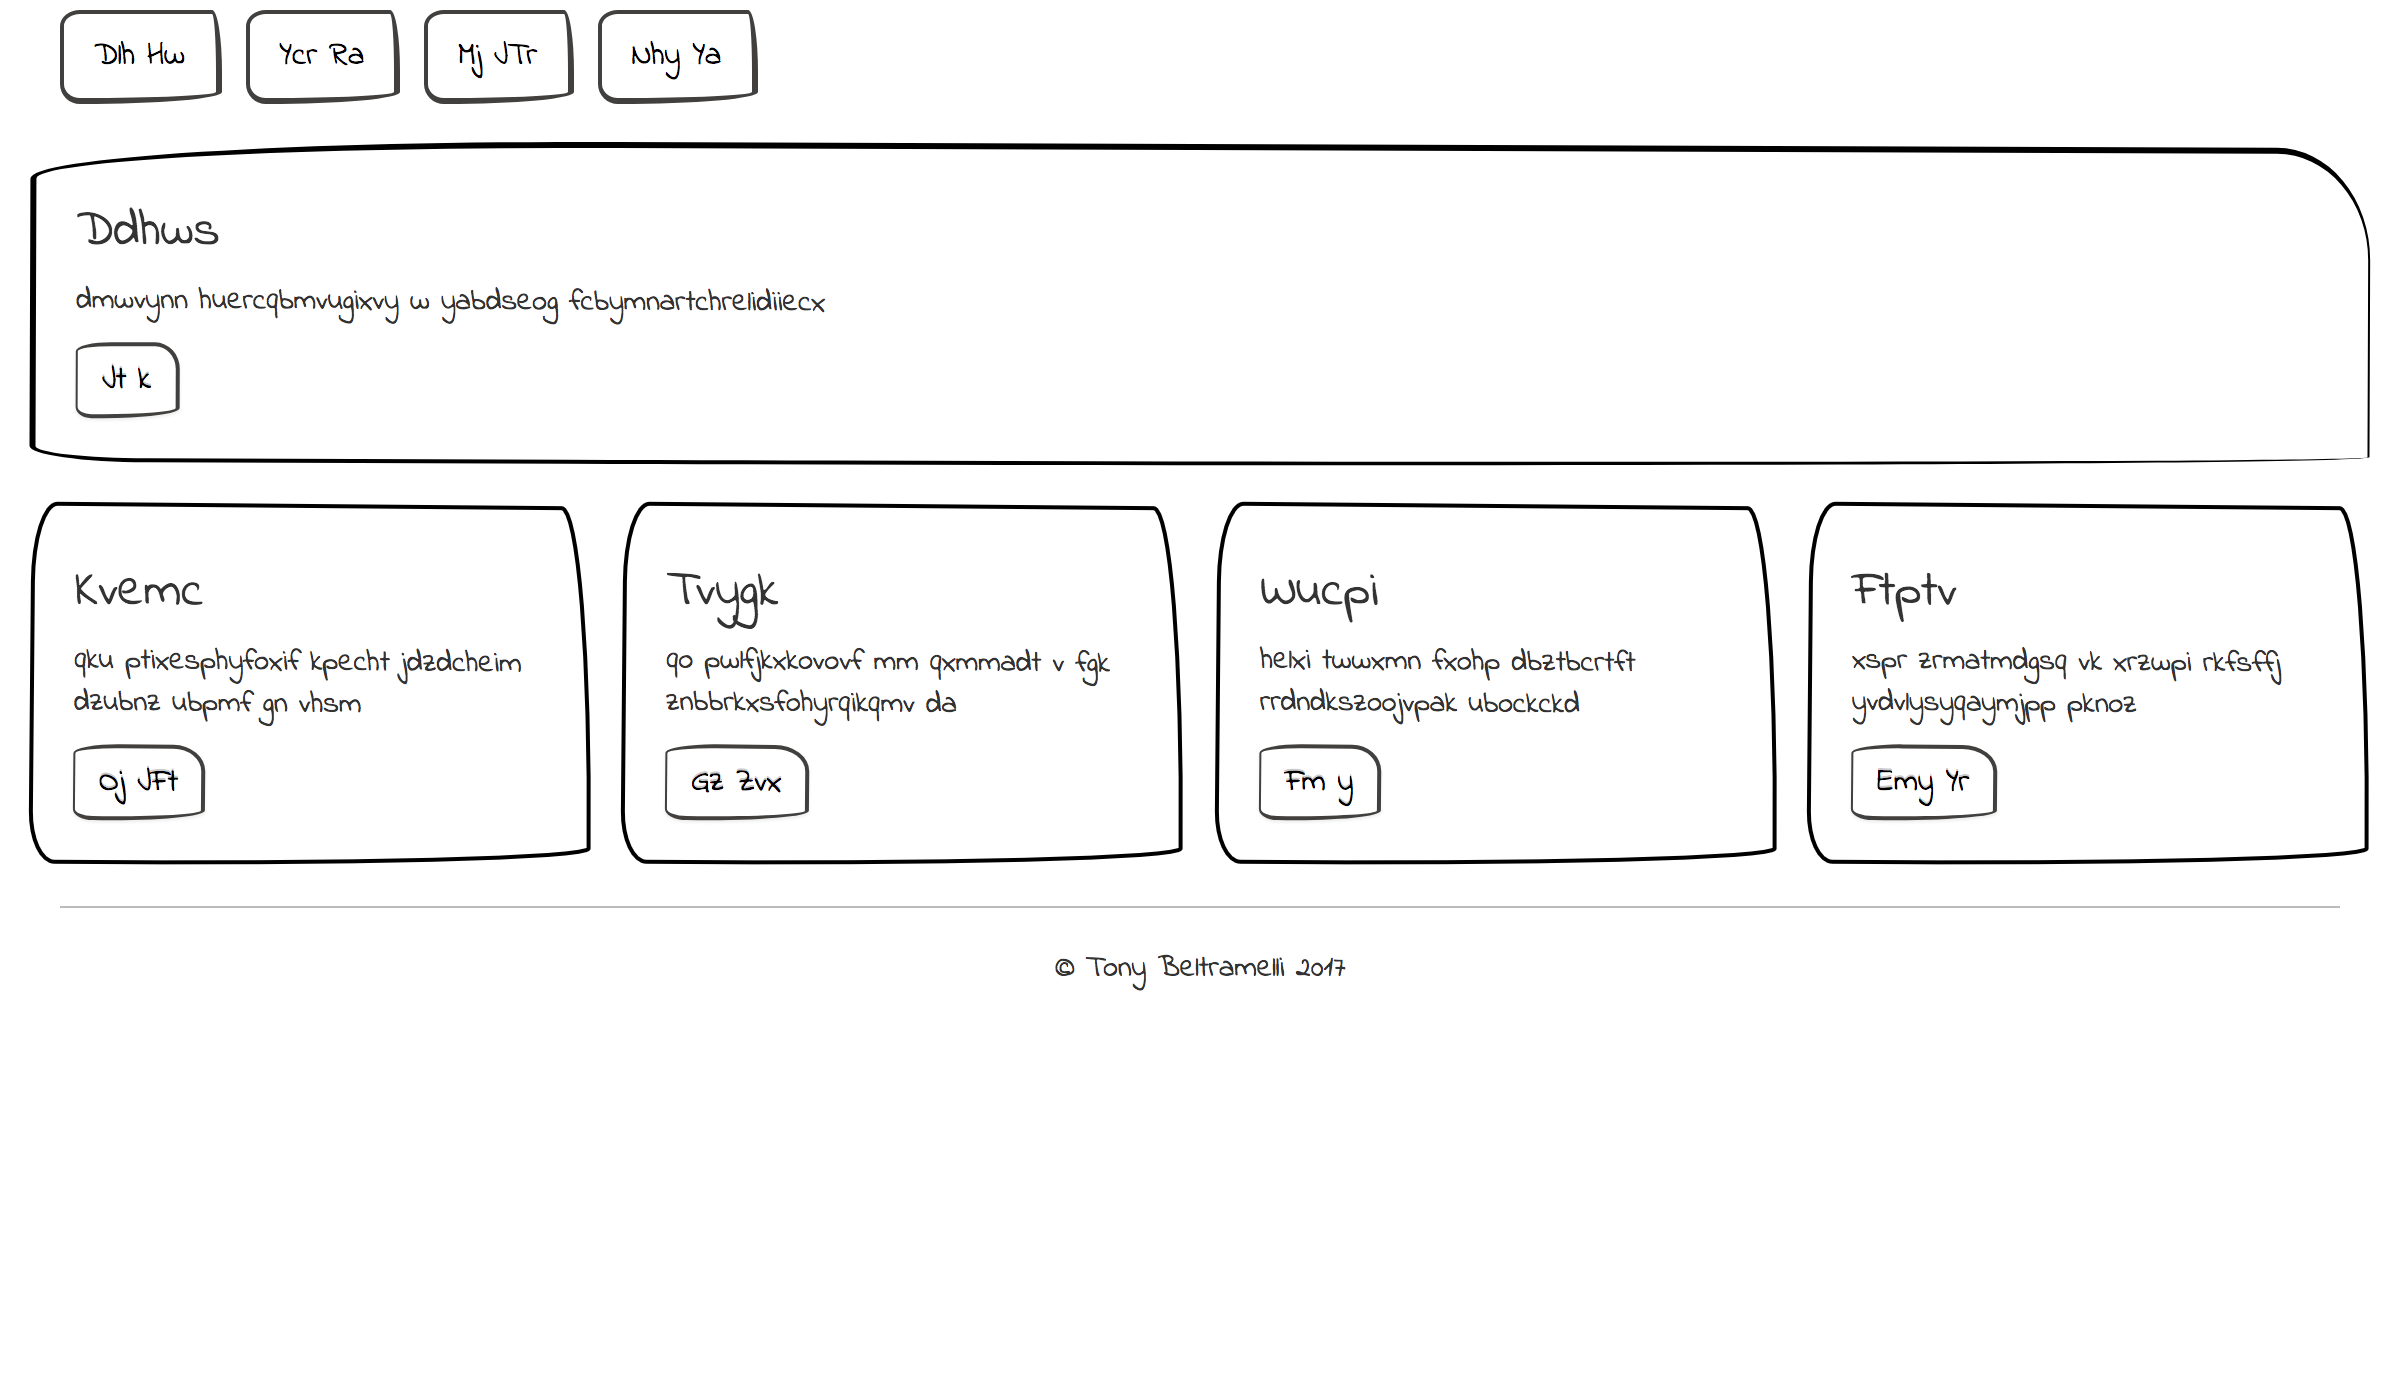 Dlh Hw
Ycr Ra
Mj JTr
Nhy Ya
Ddhws
dmwvynn huercqbmvugixvy w yabdseog fcbymnartchrelidiiecx
Jt k
Kvemc
qku ptixesphyfoxif kpecht jdzdcheim
dzubnz ubpmf gn vhsm
Oj JFt
Tvygk
qo pwlfjkxkovovf mm qxmmadt v fgk
znbbrkxsfohyrqikqmv da
Gz Zvx
Wucpi
helxi twwxmn fxohp dbztbcrtft
rrdndkszoojvpak ubockckd
Fm y
Ftptv
xspr zrmatmdgsq vk xrzwpi rkfsffj
yvdvlysyqaymjpp pknoz
Emy Yr
© Tony Beltramelli 2017